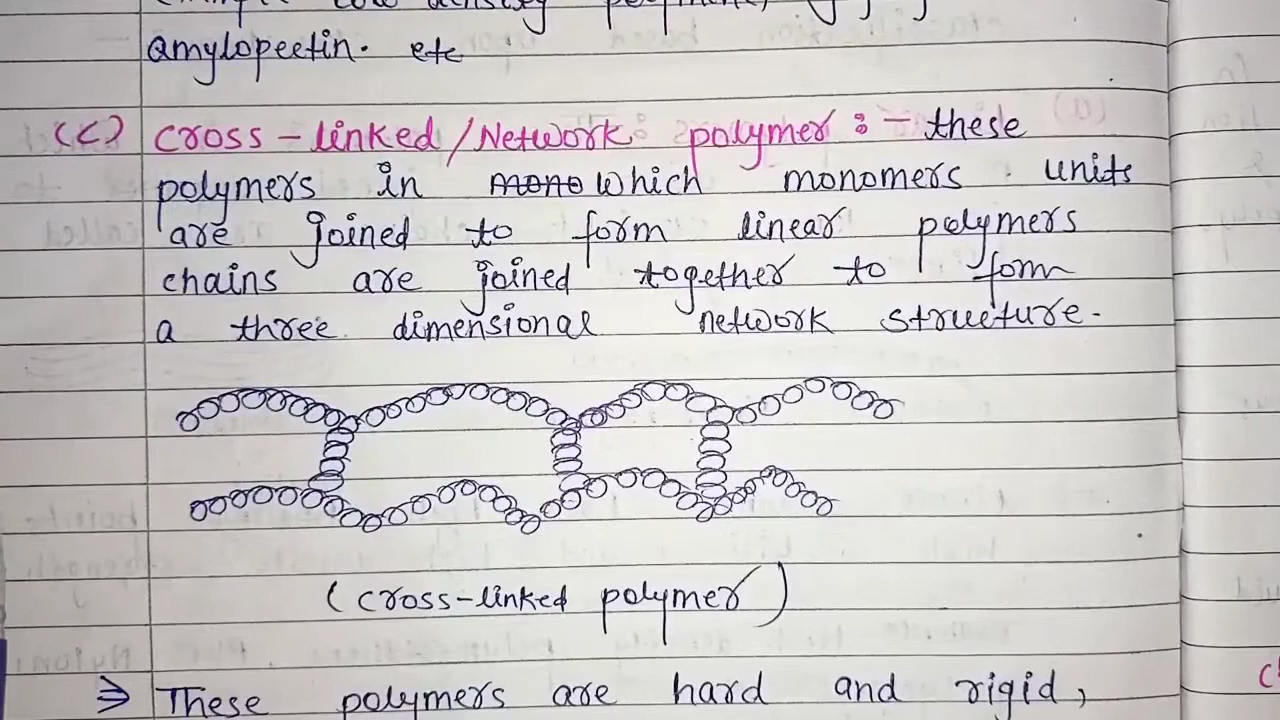 density
amylopectin. etc
(C) Cross-linked/Network polymer :- these
polymers in which monomers units
are joined to form linear polymers
chains are joined together to form
a three dimensional network structure.
(cross-linked polymer)
⇒ These polymers are hard and rigid,